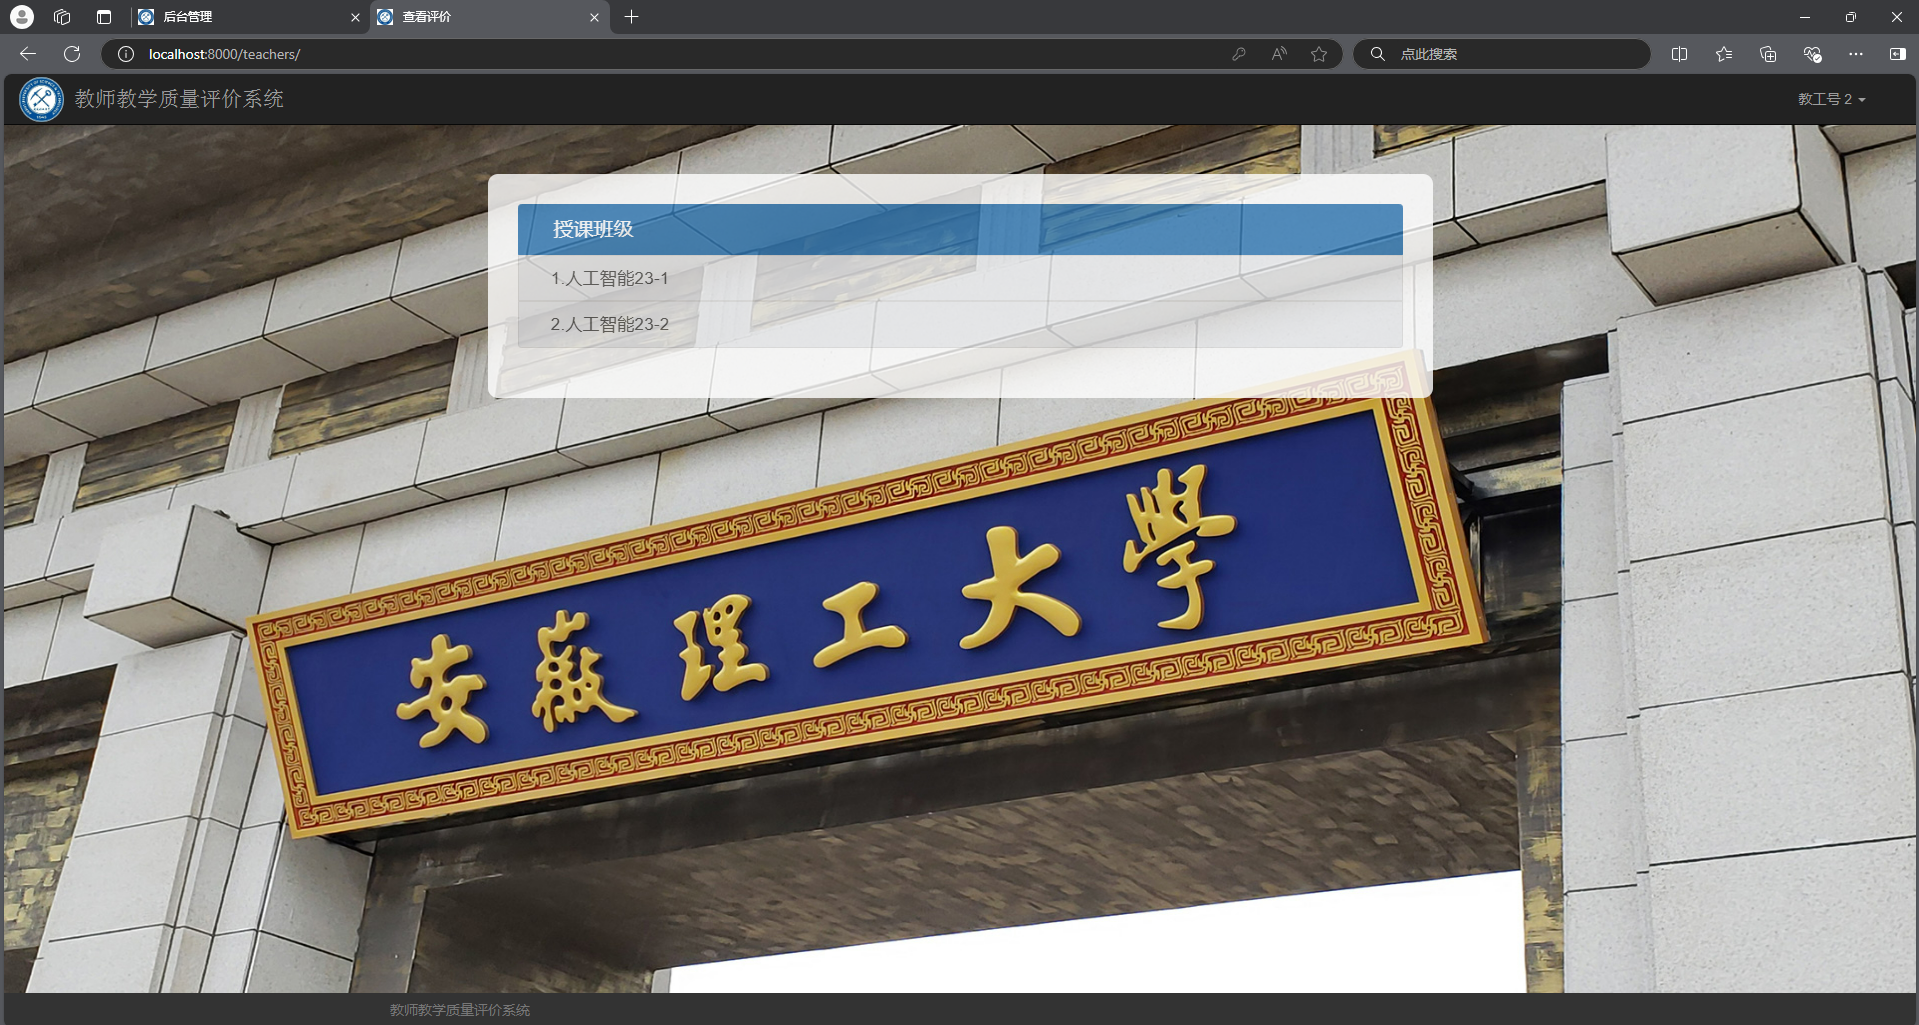 后台管理
查看评价
localhost:8000/teachers/
点此搜索
教师教学质量评价系统
教工号 2
授课班级
1.人工智能23-1
2.人工智能23-2
安徽理工大學
教师教学质量评价系统